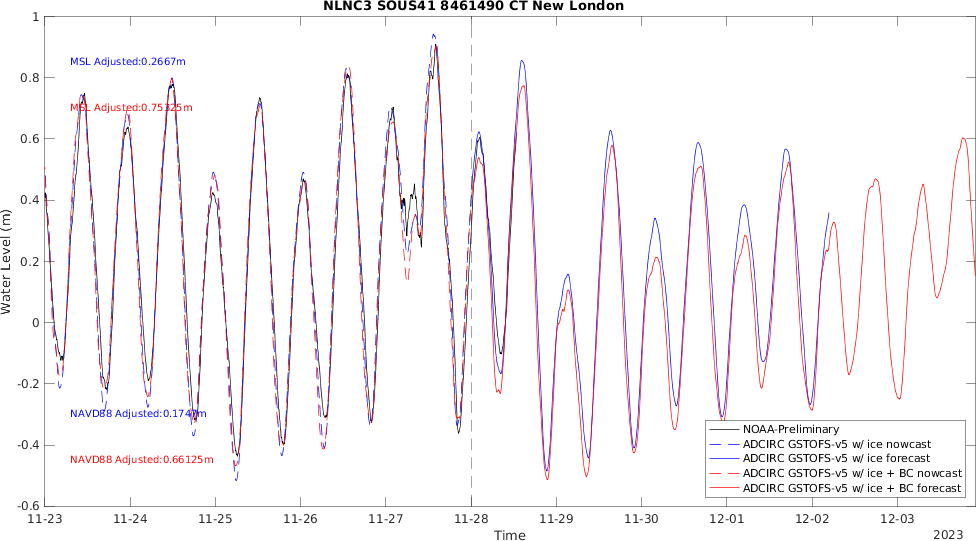 NLNC3 SOUS41 8461490 CT New London
1
0.8
0.6
0.4
0.2
0
-0.2
-0.4
-0.6
Water Level (m)
MSL Adjusted:0.2667m
MSL Adjusted:0.75325m
NAVD88 Adjusted:0.1747m
NAVD88 Adjusted:0.66125m
NOAA-Preliminary
ADCIRC GSTOFS-v5 w/ ice nowcast
ADCIRC GSTOFS-v5 w/ ice forecast
ADCIRC GSTOFS-v5 w/ ice + BC nowcast
ADCIRC GSTOFS-v5 w/ ice + BC forecast
11-23 11-24 11-25 11-26 11-27 11-28 11-29 11-30 12-01 12-02 12-03
Time
2023